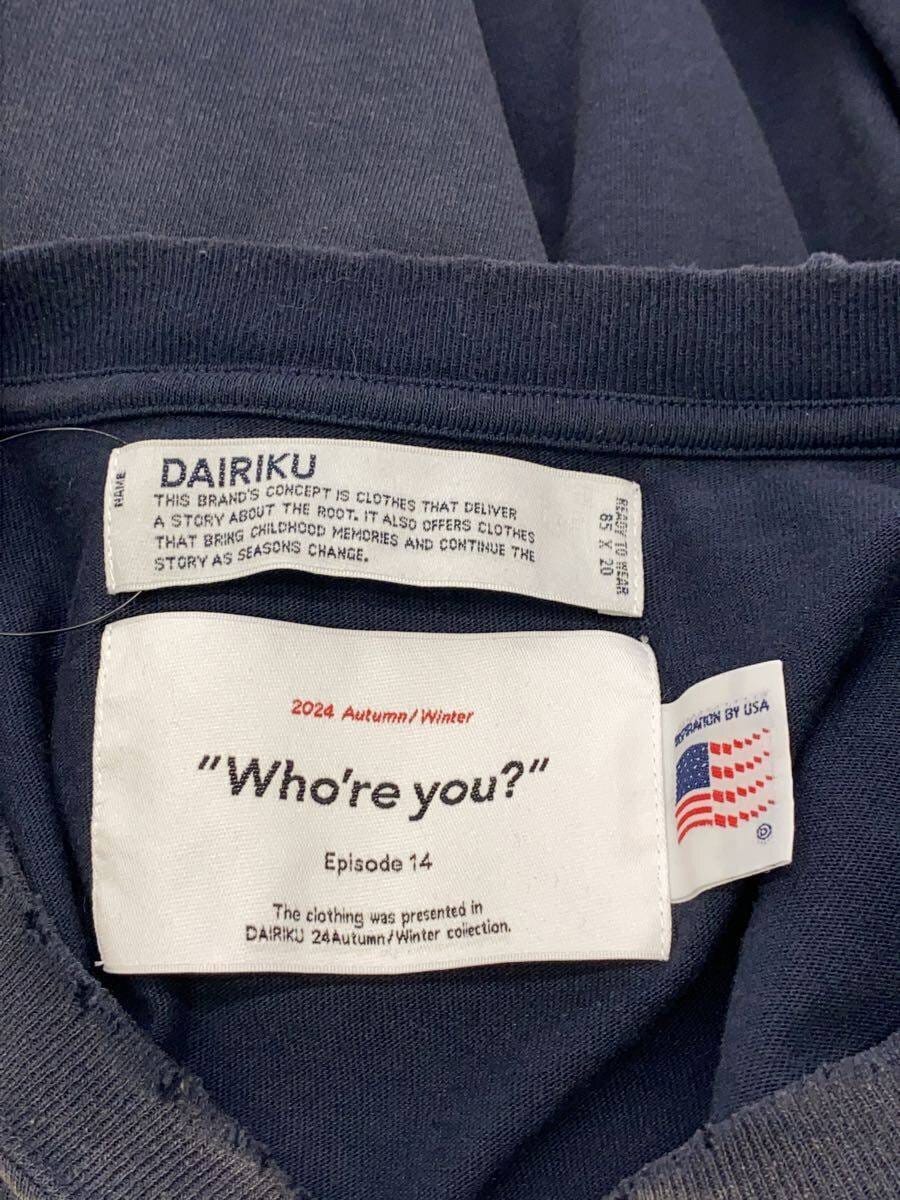 NAME
DAIRIKU
THIS BRAND'S CONCEPT IS CLOTHES THAT DELIVER
A STORY ABOUT THE ROOT. IT ALSO OFFERS CLOTHES
THAT BRING CHILDHOOD MEMORIES AND CONTINUE THE
STORY AS SEASONS CHANGE.
READY TO WEAR
85 X 20
2024 Autumn/Winter
"Who're you?"
Episode 14
The clothing was presented in
DAIRIKU 24Autumn/Winter collection.
BY USA